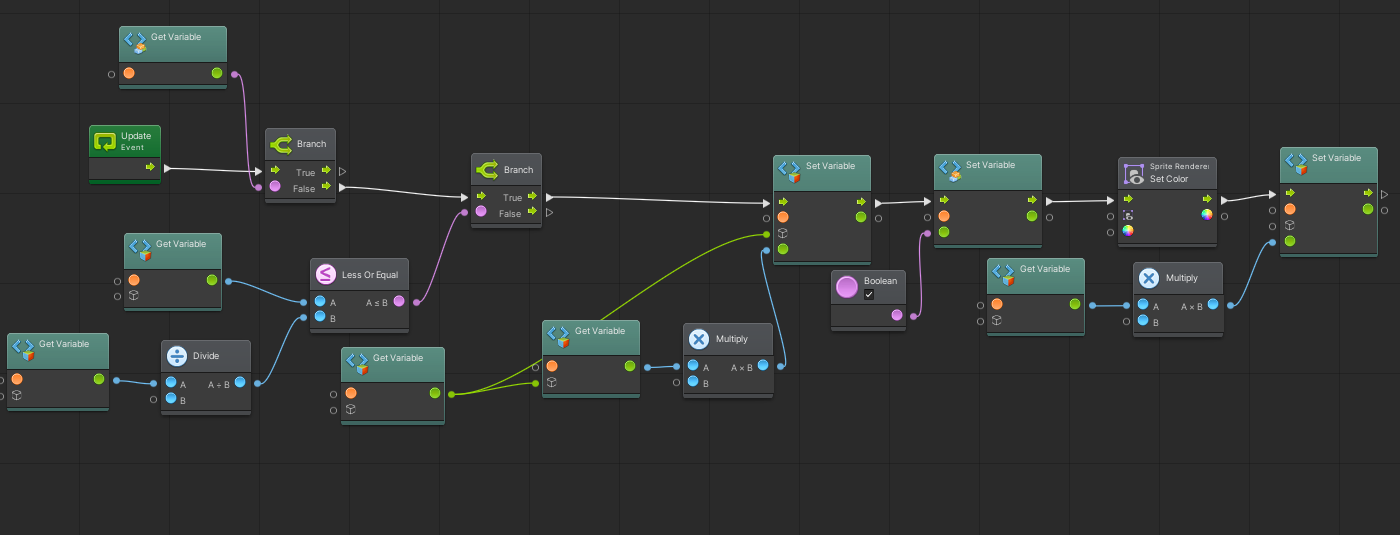 Get Variable
Update
Event
Branch
True
False
Branch
True
False
Set Variable
Set Variable
Sprite Renderer
Set Color
Set Variable
Get Variable
Less Or Equal
A
A ≤ B
B
Boolean
Get Variable
Multiply
A
A × B
B
Get Variable
Divide
A
A ÷ B
B
Get Variable
Get Variable
Multiply
A
A × B
B